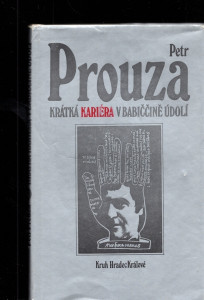 Petr
Prouza
KRÁTKÁ KARIÉRA V BABIČČINĚ ÚDOLÍ
Kruh Hradec Králové